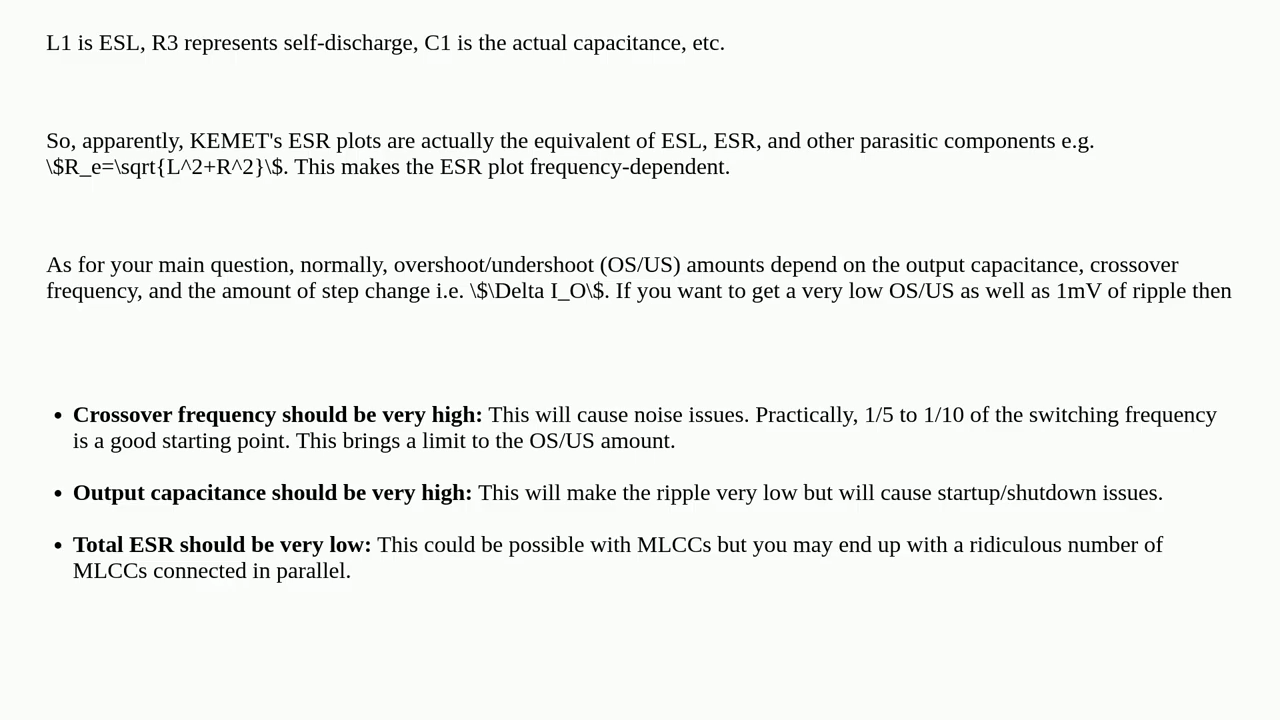 L1 is ESL, R3 represents self-discharge, C1 is the actual capacitance, etc.
So, apparently, KEMET's ESR plots are actually the equivalent of ESL, ESR, and other parasitic components e.g.
\$R_e=\sqrt{L^2+R^2}\$. This makes the ESR plot frequency-dependent.
As for your main question, normally, overshoot/undershoot (OS/US) amounts depend on the output capacitance, crossover
frequency, and the amount of step change i.e. \$\Delta I_O\$. If you want to get a very low OS/US as well as 1mV of ripple then
• Crossover frequency should be very high: This will cause noise issues. Practically, 1/5 to 1/10 of the switching frequency
is a good starting point. This brings a limit to the OS/US amount.
• Output capacitance should be very high: This will make the ripple very low but will cause startup/shutdown issues.
• Total ESR should be very low: This could be possible with MLCCs but you may end up with a ridiculous number of
MLCCs connected in parallel.